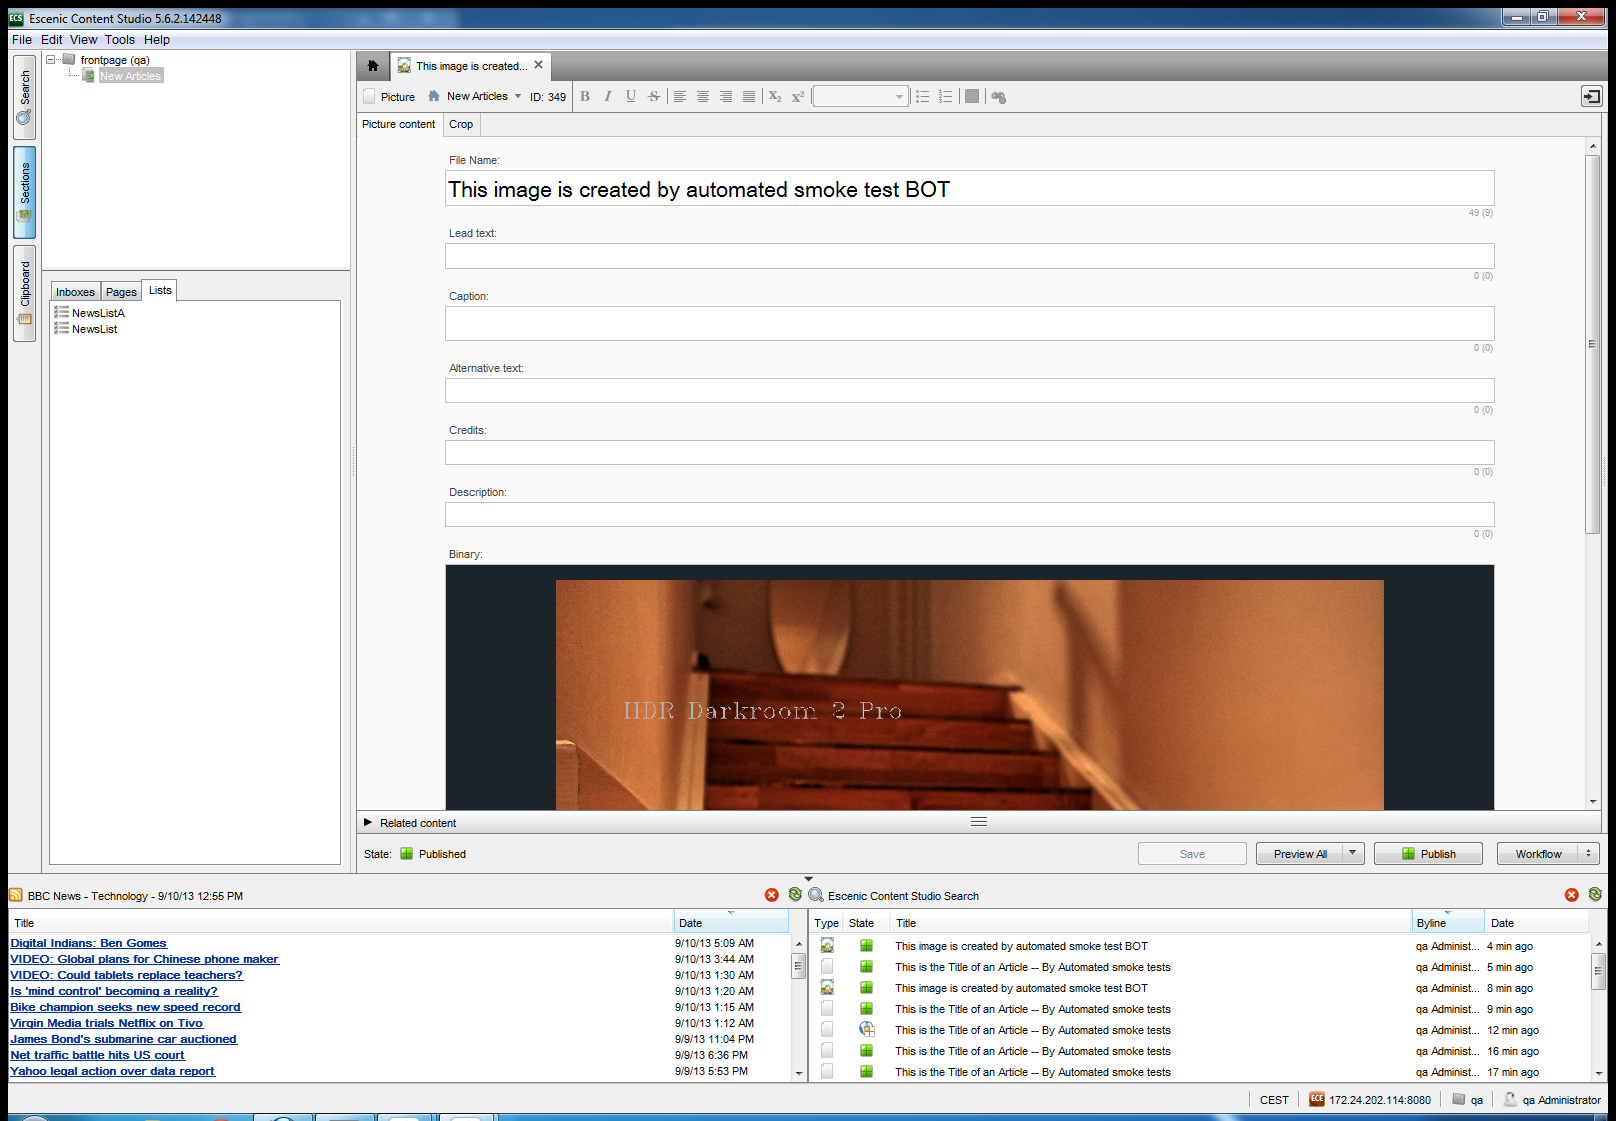 Escenic Content Studio 5.6.2.142448
File Edit View Tools Help
Search
Sections
Clipboard
frontpage (qa)
New Articles
Inboxes Pages Lists
NewsListA
NewsList
This image is created...
Picture New Articles ID: 349 B I U S X2 X2
Picture content Crop
File Name:
This image is created by automated smoke test BOT
49 (9)
Lead text:
0 (0)
Caption:
0 (0)
Alternative text:
0 (0)
Credits:
0 (0)
Description:
0 (0)
Binary:
HDR Darkroom 2 Pro
Related content
State: Published Save Preview All Publish Workflow
BBC News - Technology - 9/10/13 12:55 PM
Title Date
Digital Indians: Ben Gomes 9/10/13 5:09 AM
VIDEO: Global plans for Chinese phone maker 9/10/13 3:44 AM
VIDEO: Could tablets replace teachers? 9/10/13 1:30 AM
Is 'mind control' becoming a reality? 9/10/13 1:20 AM
Bike champion seeks new speed record 9/10/13 1:15 AM
Virgin Media trials Netflix on Tivo 9/10/13 1:12 AM
James Bond's submarine car auctioned 9/9/13 11:04 PM
Net traffic battle hits US court 9/9/13 6:36 PM
Yahoo legal action over data report 9/9/13 5:53 PM
Escenic Content Studio Search
Type State Title Byline Date
This image is created by automated smoke test BOT qa Administ... 4 min ago
This is the Title of an Article -- By Automated smoke tests qa Administ... 5 min ago
This image is created by automated smoke test BOT qa Administ... 8 min ago
This is the Title of an Article -- By Automated smoke tests qa Administ... 9 min ago
This is the Title of an Article -- By Automated smoke tests qa Administ... 12 min ago
This is the Title of an Article -- By Automated smoke tests qa Administ... 16 min ago
This is the Title of an Article -- By Automated smoke tests qa Administ... 17 min ago
CEST ECE 172.24.202.114:8080 qa qa Administrator